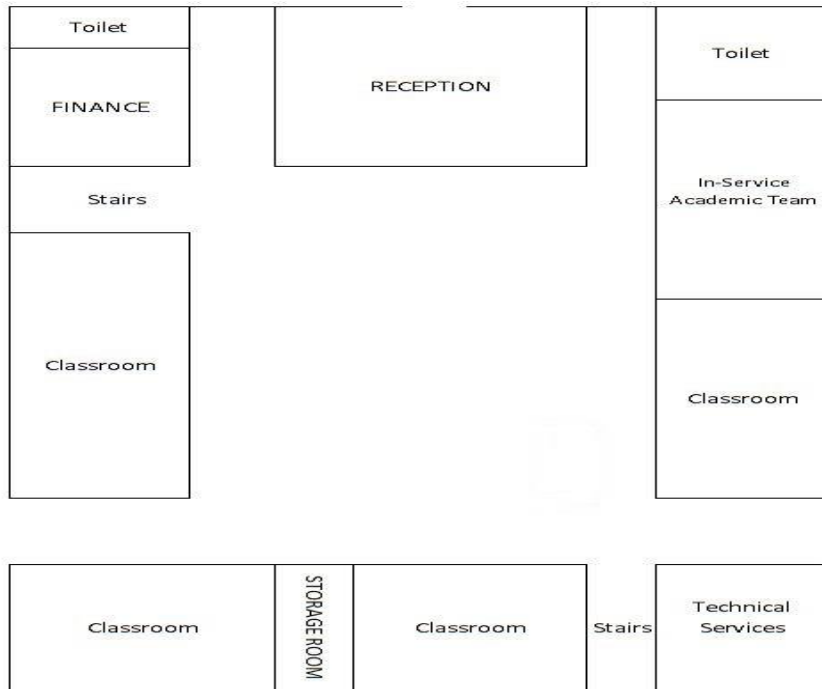 Toilet
FINANCE
Stairs
Classroom
RECEPTION
Toilet
In-Service
Academic Team
Classroom
Classroom
STORAGE ROOM
Classroom
Stairs
Technical
Services